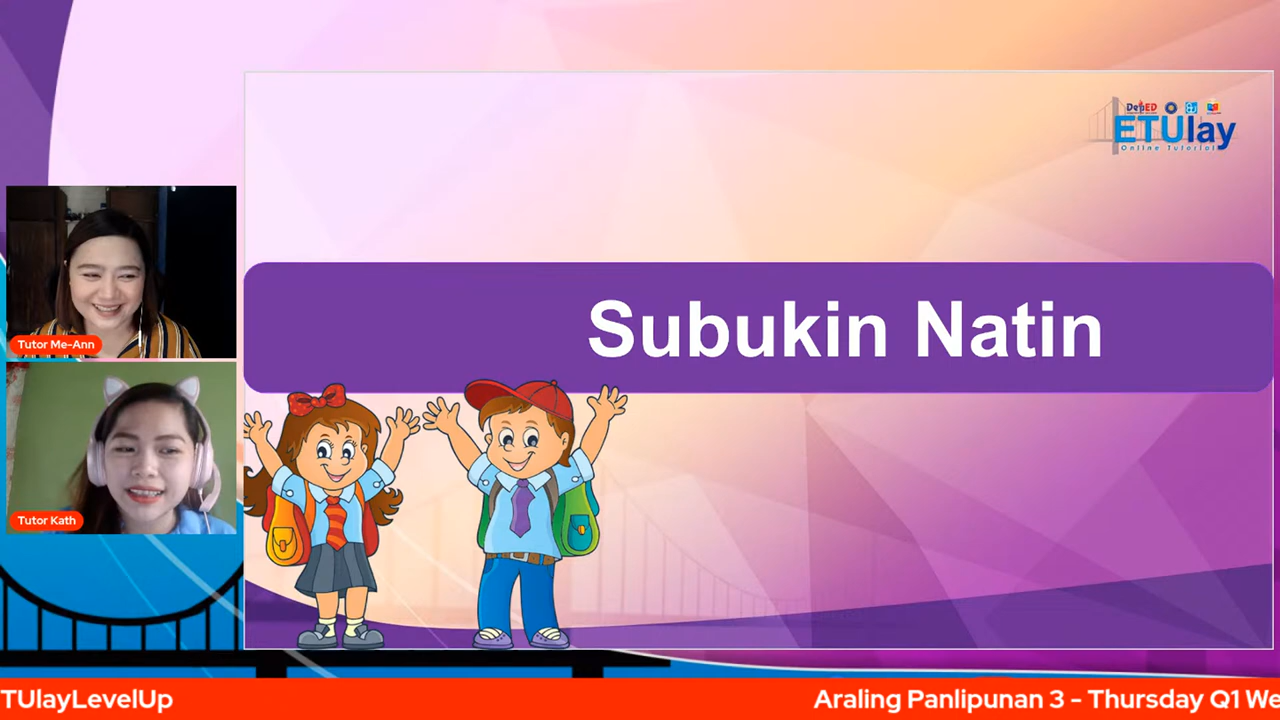 DepED
ETUlay
Online Tutorial
Subukin Natin
Tutor Me-Ann
Tutor Kath
TUlayLevelUp
Araling Panlipunan 3 - Thursday Q1 We